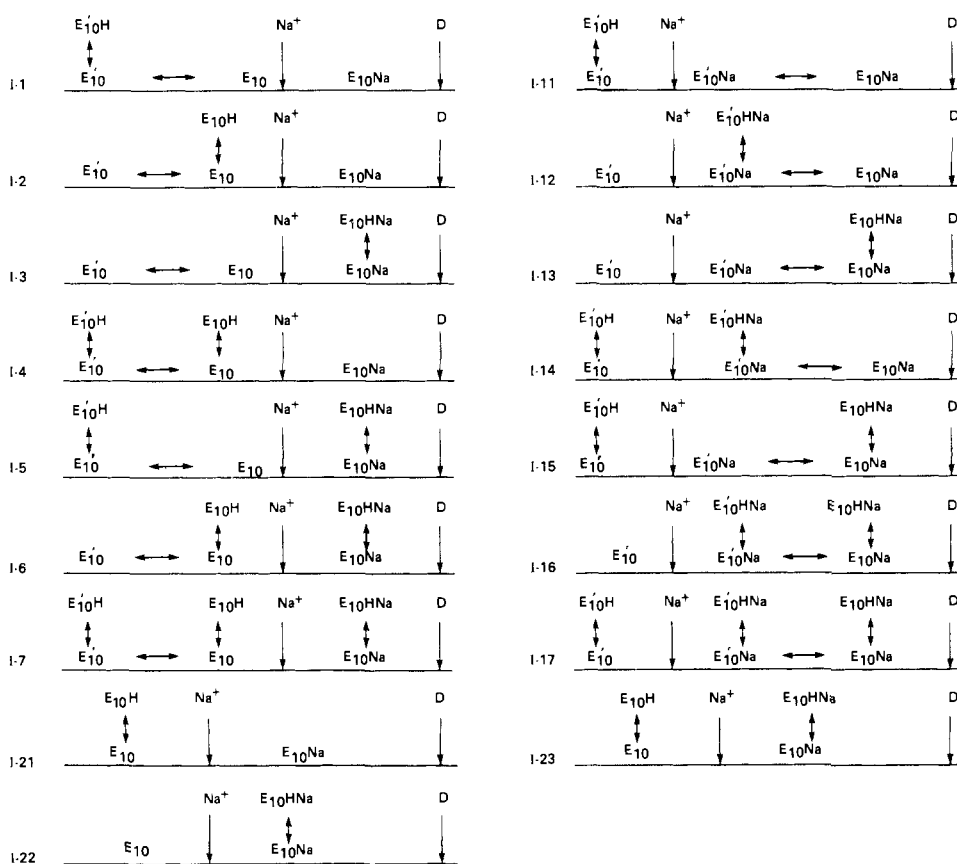 E′10H Na+ D
I-1 E′10 E10 E10Na
E10H Na+ D
I-2 E′10 E10 E10Na
Na+ E10HNa D
I-3 E′10 E10 E10Na
E′10H E10H Na+ D
I-4 E′10 E10 E10Na
E′10H Na+ E10HNa D
I-5 E′10 E10 E10Na
E10H Na+ E10HNa D
I-6 E′10 E10 E10Na
E′10H E10H Na+ E10HNa D
I-7 E′10 E10 E10Na
E10H Na+ D
I-21 E10 E10Na
Na+ E10HNa D
I-22 E10 E10Na
E′10H Na+ D
I-11 E′10 E′10Na E10Na
Na+ E′10HNa D
I-12 E′10 E′10Na E10Na
Na+ E10HNa D
I-13 E′10 E′10Na E10Na
E′10H Na+ E′10HNa D
I-14 E′10 E′10Na E10Na
E′10H Na+ E10HNa D
I-15 E′10 E′10Na E10Na
Na+ E′10HNa E10HNa D
I-16 E′10 E′10Na E10Na
E′10H Na+ E′10HNa E10HNa D
I-17 E′10 E′10Na E10Na
E10H Na+ E10HNa D
I-23 E10 E10Na